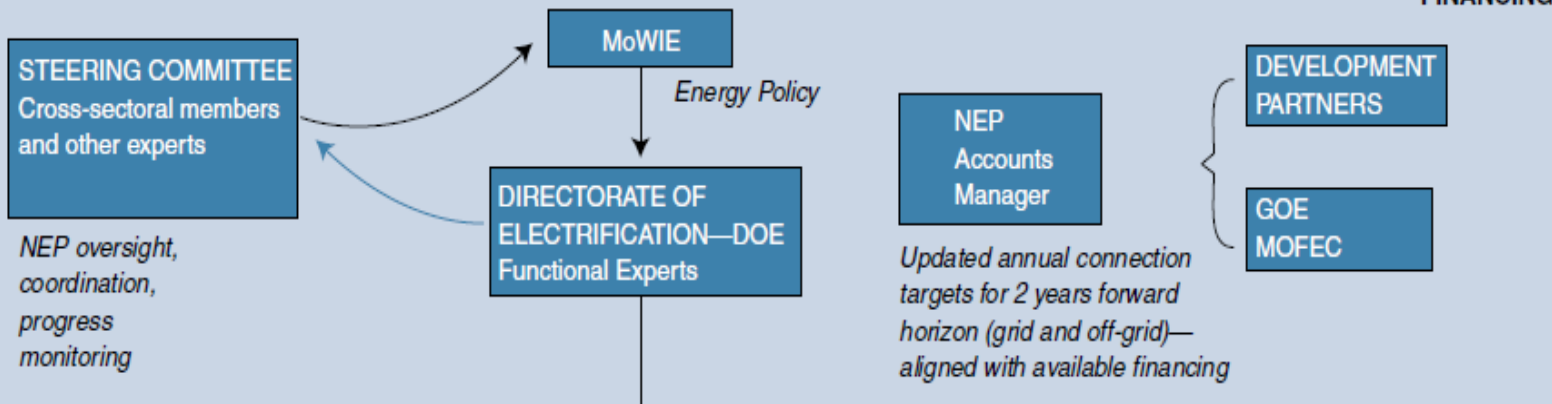 FINANCING
STEERING COMMITTEE
Cross-sectoral members
and other experts
NEP oversight,
coordination,
progress
monitoring
MoWIE
Energy Policy
DIRECTORATE OF
ELECTRIFICATION—DOE
Functional Experts
NEP
Accounts
Manager
Updated annual connection
targets for 2 years forward
horizon (grid and off-grid)—
aligned with available financing
DEVELOPMENT
PARTNERS
GOE
MOFEC